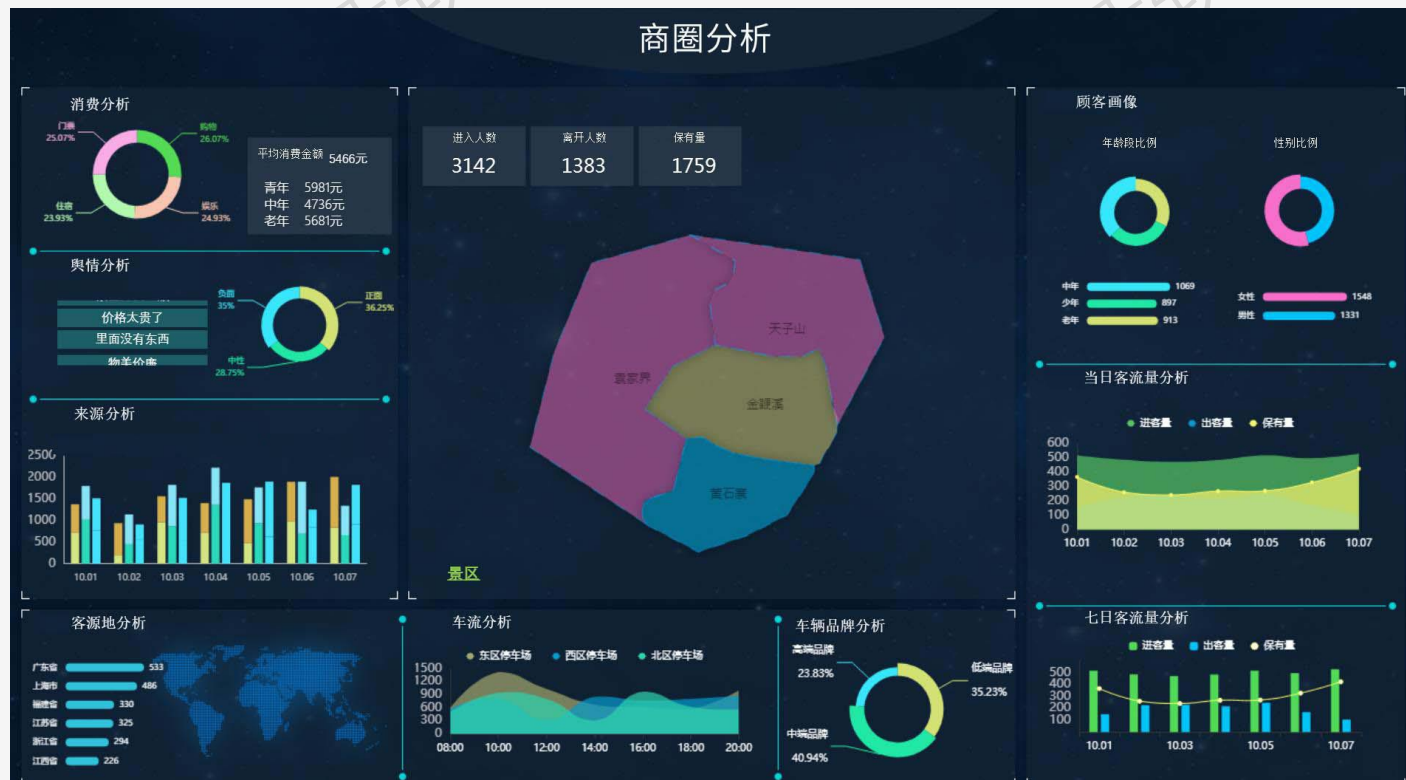 商圈分析
消费分析
门票
25.07%
购物
26.07%
住宿
23.93%
娱乐
24.93%
平均消费金额 5466元
青年 5981元
中年 4736元
老年 5681元
舆情分析
价格太贵了
里面没有东西
物美价廉
负面
35%
正面
36.25%
中性
28.75%
来源分析
2500
2000
1500
1000
500
0
10.01 10.02 10.03 10.04 10.05 10.06 10.07
进入人数
3142
离开人数
1383
保有量
1759
天子山
袁家界
金鞭溪
黄石寨
景区
顾客画像
年龄段比例
性别比例
中年 1069
少年 897
老年 913
女性 1548
男性 1331
当日客流量分析
进客量 出客量 保有量
600
500
400
300
200
100
0
10.01 10.02 10.03 10.04 10.05 10.06 10.07
客源地分析
广东省 533
上海市 486
福建省 330
江苏省 325
浙江省 294
江西省 226
车流分析
东区停车场 西区停车场 北区停车场
1500
1200
900
600
300
0
08:00 10:00 12:00 14:00 16:00 18:00 20:00
车辆品牌分析
高端品牌
23.83%
低端品牌
35.23%
中端品牌
40.94%
七日客流量分析
进客量 出客量 保有量
500
400
300
200
100
10.01 10.03 10.05 10.07